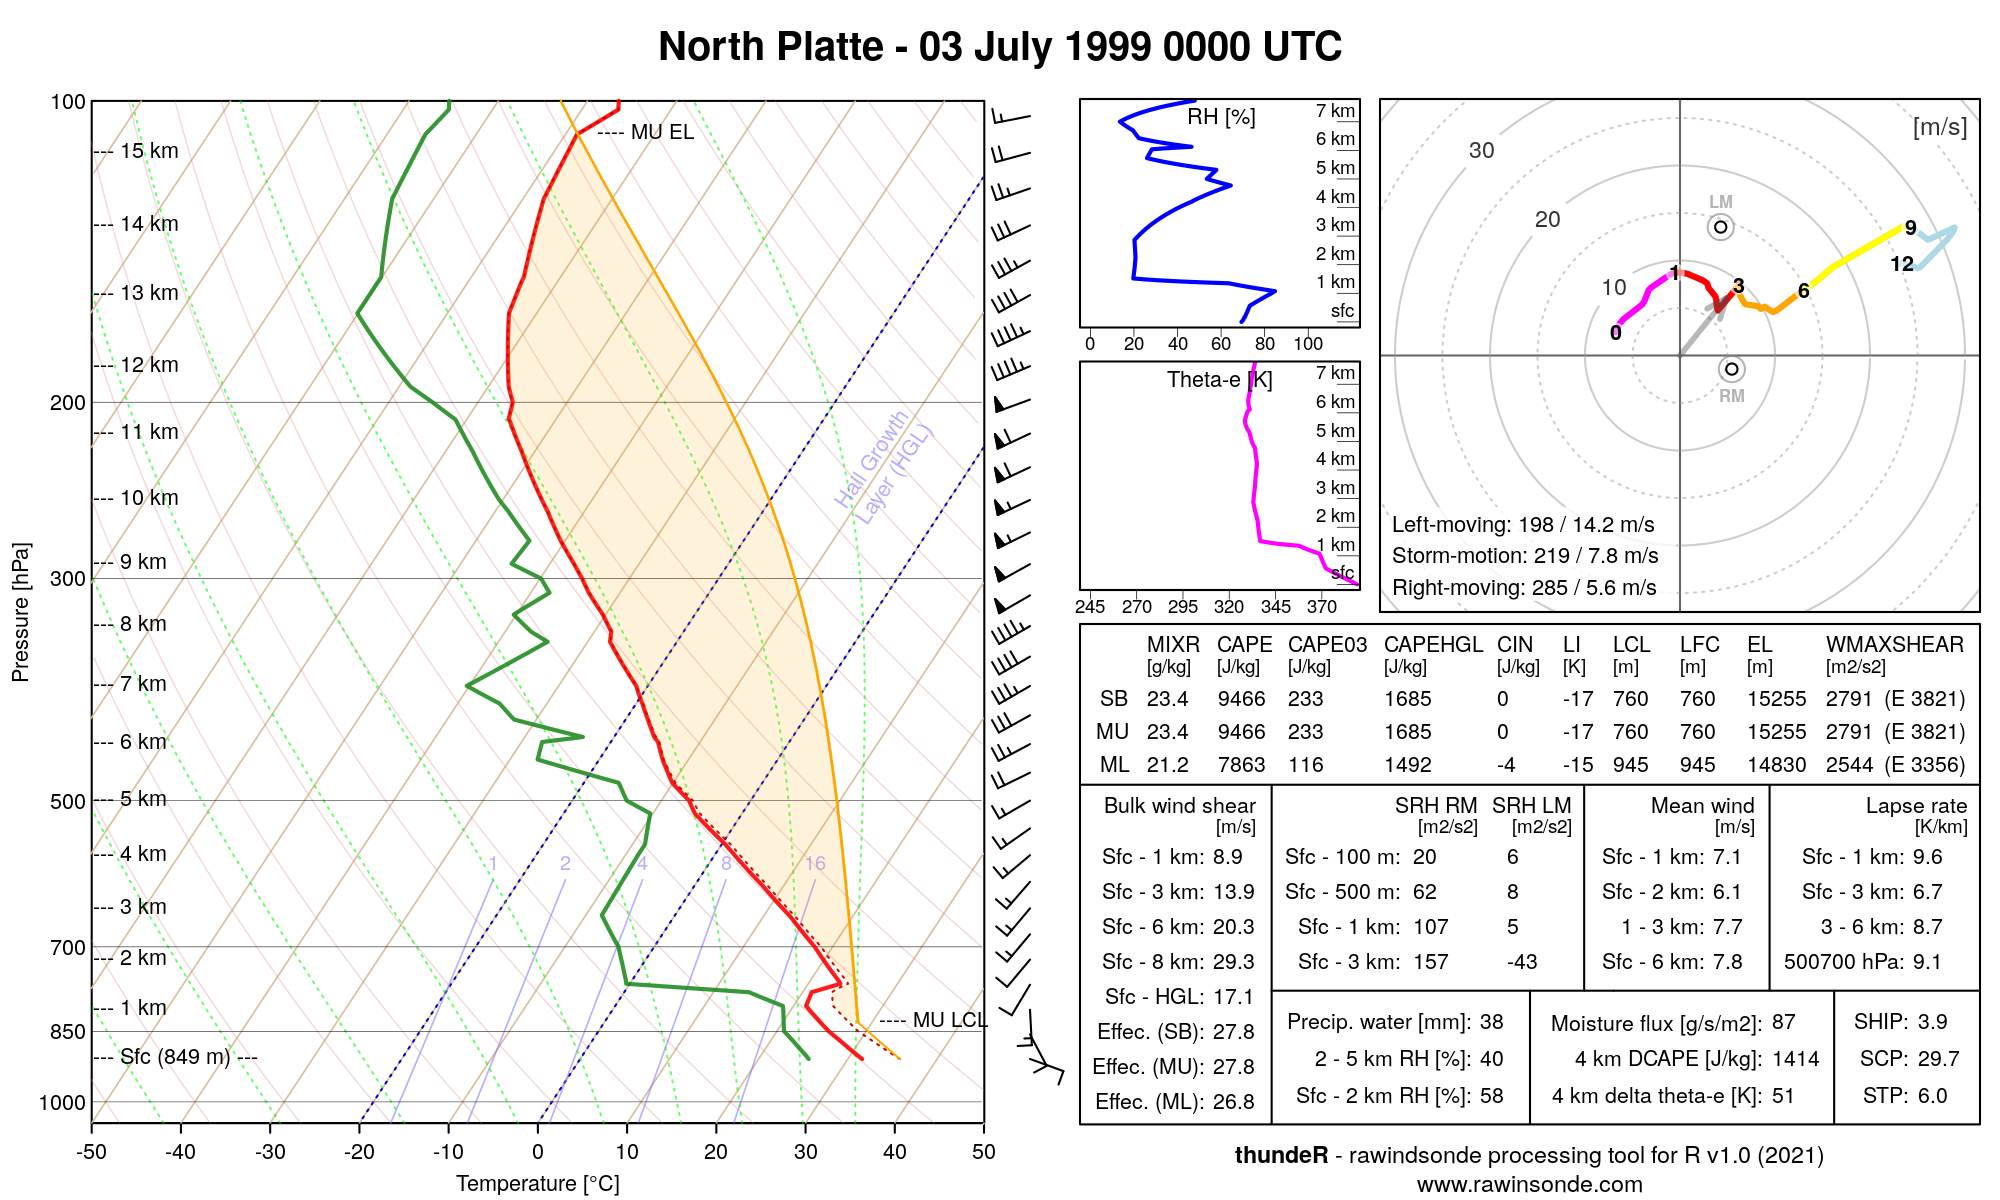 North Platte - 03 July 1999 0000 UTC
100
200
300
500
700
850
1000
Pressure [hPa]
--- 15 km
--- 14 km
--- 13 km
--- 12 km
--- 11 km
--- 10 km
--- 9 km
--- 8 km
--- 7 km
--- 6 km
--- 5 km
--- 4 km
--- 3 km
--- 2 km
--- 1 km
--- Sfc (849 m) ---
---- MU EL
Hail Growth
Layer (HGL)
1 2 4 8 16
---- MU LCL
-50 -40 -30 -20 -10 0 10 20 30 40 50
Temperature [°C]
RH [%]
7 km
6 km
5 km
4 km
3 km
2 km
1 km
sfc
0 20 40 60 80 100
Theta-e [K]
7 km
6 km
5 km
4 km
3 km
2 km
1 km
sfc
245 270 295 320 345 370
[m/s]
30
20
10
LM
RM
0 1 3 6 9 12
Left-moving: 198 / 14.2 m/s
Storm-motion: 219 / 7.8 m/s
Right-moving: 285 / 5.6 m/s
MIXR CAPE CAPE03 CAPEHGL CIN LI LCL LFC EL WMAXSHEAR
[g/kg] [J/kg] [J/kg] [J/kg] [J/kg] [K] [m] [m] [m] [m2/s2]
SB 23.4 9466 233 1685 0 -17 760 760 15255 2791 (E 3821)
MU 23.4 9466 233 1685 0 -17 760 760 15255 2791 (E 3821)
ML 21.2 7863 116 1492 -4 -15 945 945 14830 2544 (E 3356)
Bulk wind shear
[m/s]
Sfc - 1 km: 8.9
Sfc - 3 km: 13.9
Sfc - 6 km: 20.3
Sfc - 8 km: 29.3
Sfc - HGL: 17.1
Effec. (SB): 27.8
Effec. (MU): 27.8
Effec. (ML): 26.8
SRH RM SRH LM
[m2/s2] [m2/s2]
Sfc - 100 m: 20 6
Sfc - 500 m: 62 8
Sfc - 1 km: 107 5
Sfc - 3 km: 157 -43
Mean wind
[m/s]
Sfc - 1 km: 7.1
Sfc - 2 km: 6.1
1 - 3 km: 7.7
Sfc - 6 km: 7.8
Lapse rate
[K/km]
Sfc - 1 km: 9.6
Sfc - 3 km: 6.7
3 - 6 km: 8.7
500700 hPa: 9.1
Precip. water [mm]: 38
2 - 5 km RH [%]: 40
Sfc - 2 km RH [%]: 58
Moisture flux [g/s/m2]: 87
4 km DCAPE [J/kg]: 1414
4 km delta theta-e [K]: 51
SHIP: 3.9
SCP: 29.7
STP: 6.0
thundeR - rawindsonde processing tool for R v1.0 (2021)
www.rawinsonde.com